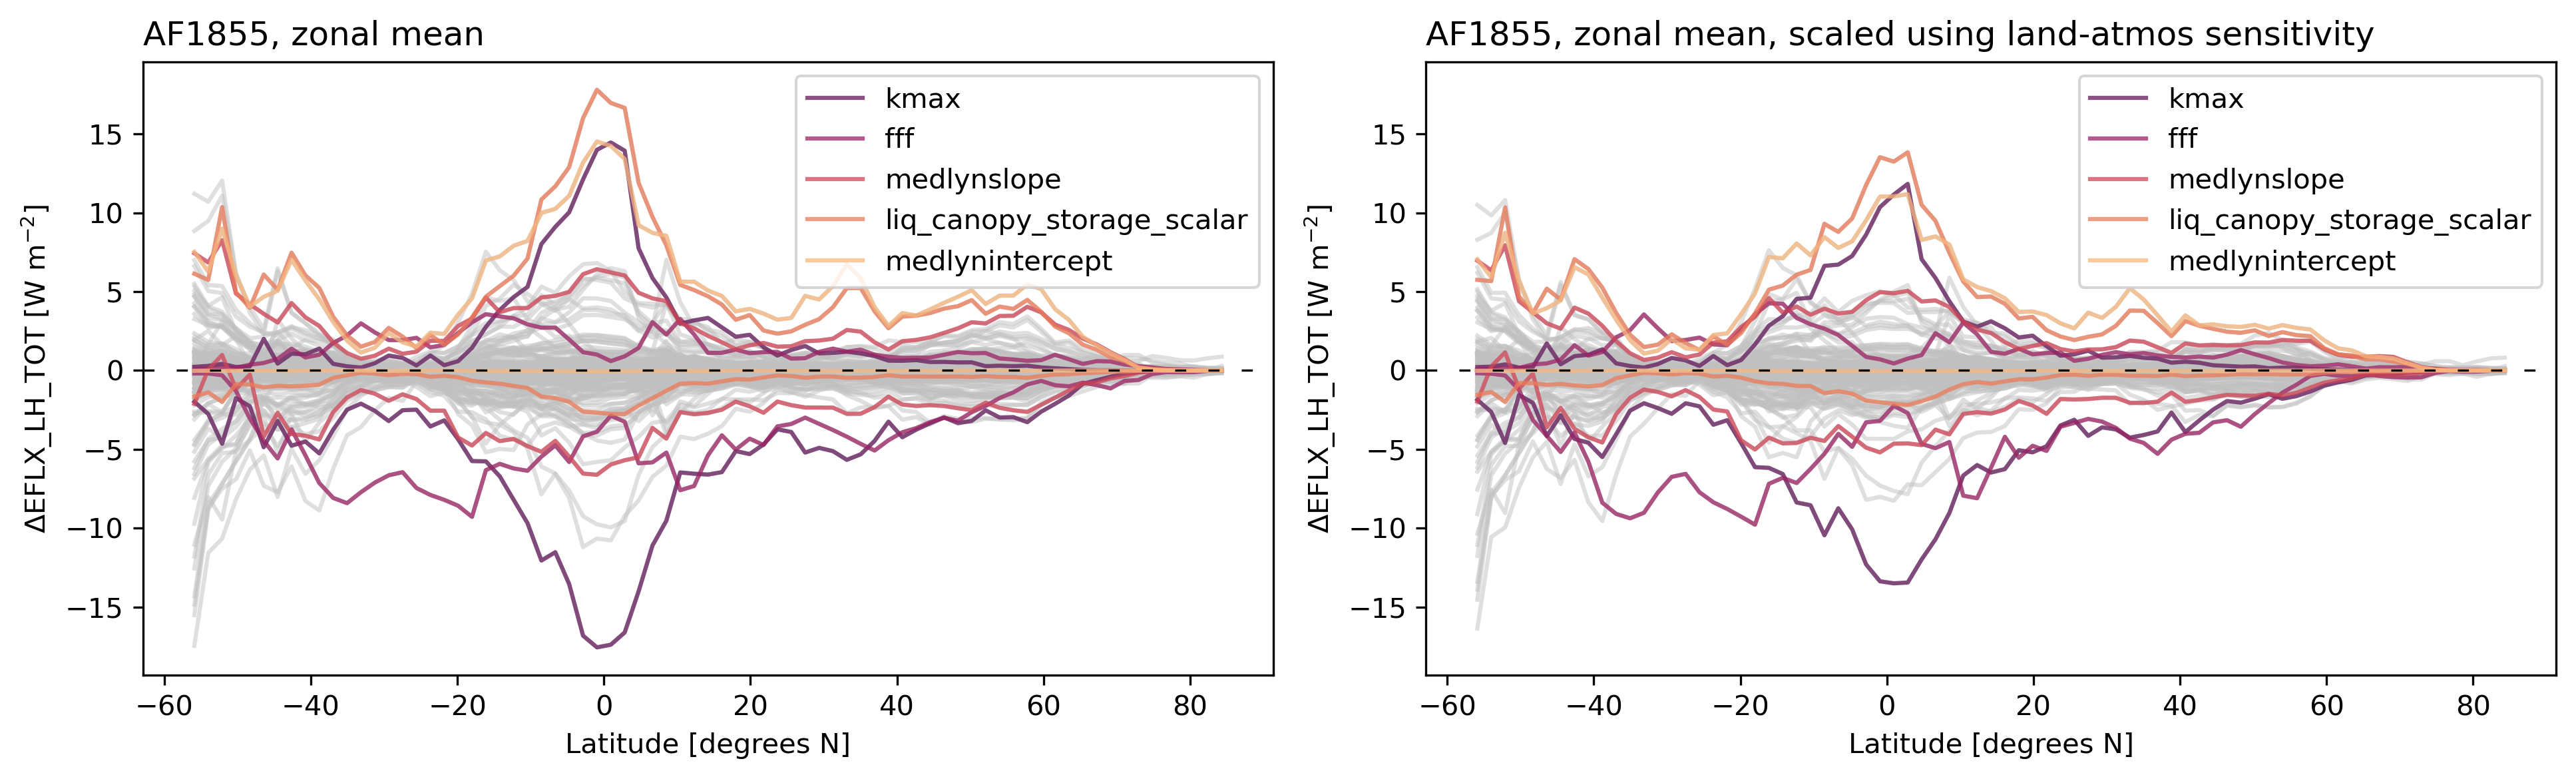 AF1855, zonal mean
ΔEFLX_LH_TOT [W m⁻²]
15
10
5
0
−5
−10
−15
kmax
fff
medlynslope
liq_canopy_storage_scalar
medlynintercept
−60 −40 −20 0 20 40 60 80
Latitude [degrees N]
AF1855, zonal mean, scaled using land-atmos sensitivity
ΔEFLX_LH_TOT [W m⁻²]
15
10
5
0
−5
−10
−15
kmax
fff
medlynslope
liq_canopy_storage_scalar
medlynintercept
−60 −40 −20 0 20 40 60 80
Latitude [degrees N]